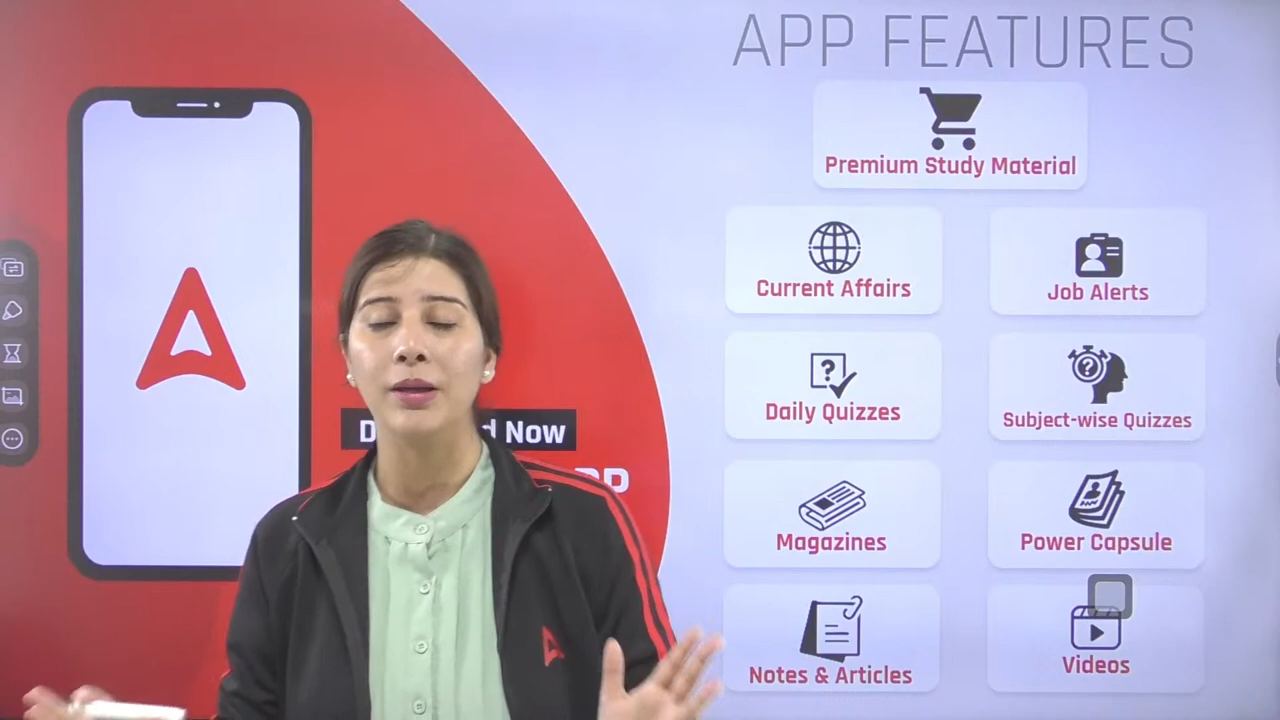 APP FEATURES
Premium Study Material
Current Affairs
Job Alerts
Daily Quizzes
Subject-wise Quizzes
Magazines
Power Capsule
Notes & Articles
Videos
Now